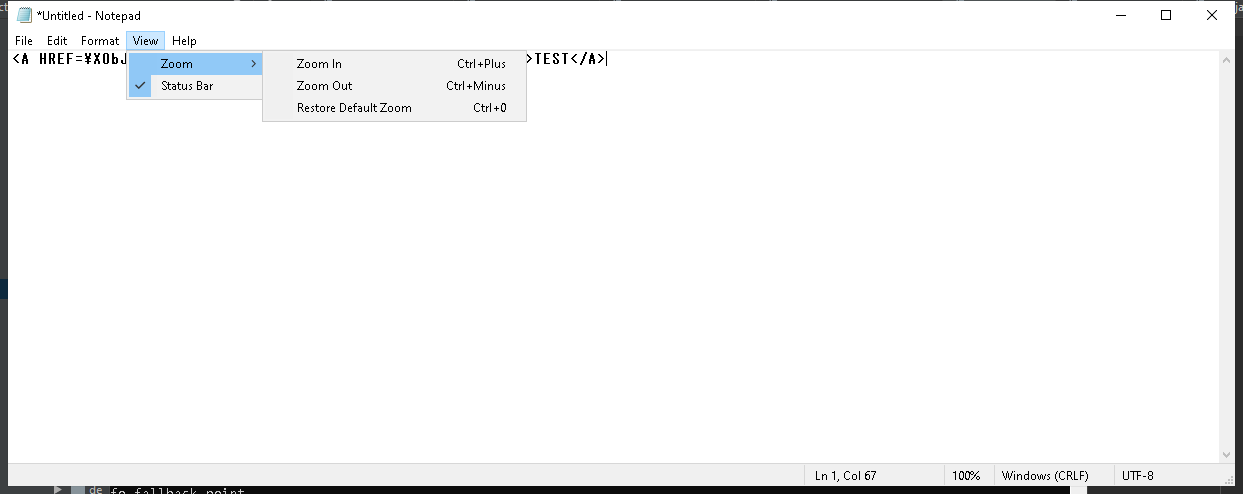 *Untitled - Notepad
File Edit Format View Help
<A HREF=¥XObJ
>TEST</A>
Zoom > Zoom In Ctrl+Plus
Status Bar Zoom Out Ctrl+Minus
Restore Default Zoom Ctrl+0
Ln 1, Col 67 100% Windows (CRLF) UTF-8
de fo fallback point